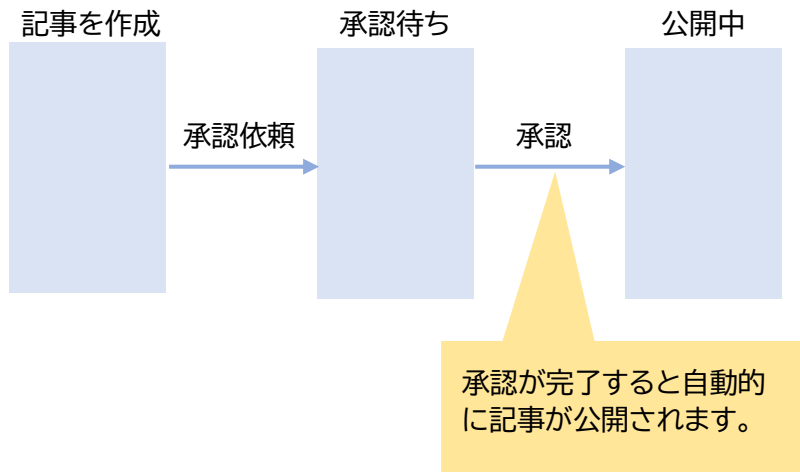 記事を作成
承認待ち
公開中
承認依頼
承認
承認が完了すると自動的
に記事が公開されます。